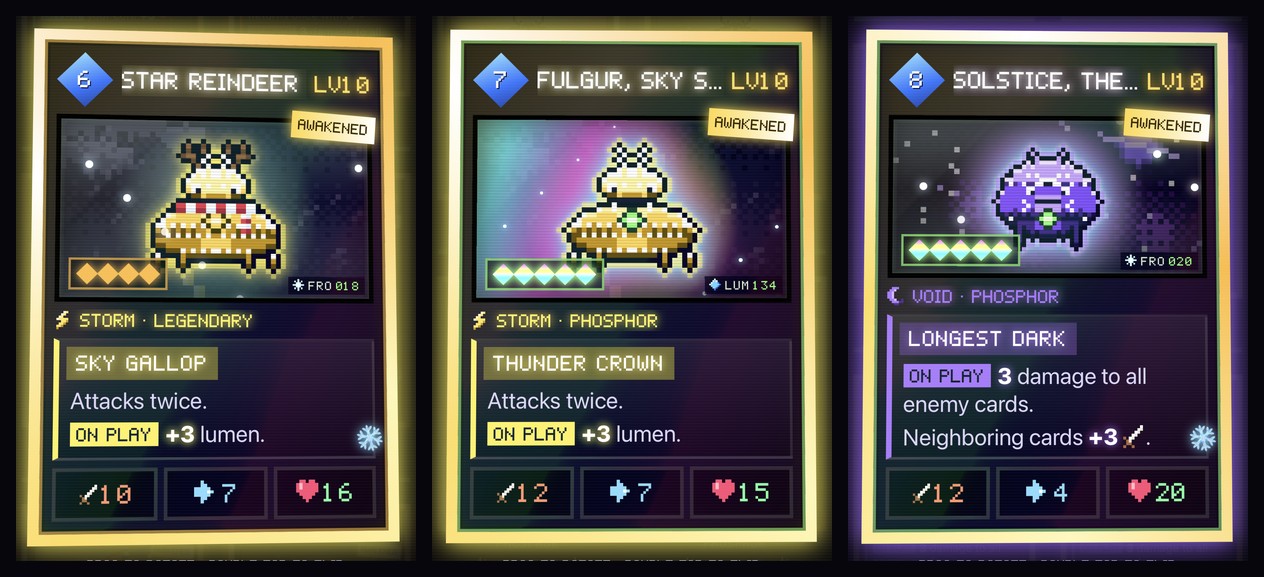 6 STAR REINDEER LV10
AWAKENED
FRO 018
STORM · LEGENDARY
SKY GALLOP
Attacks twice.
ON PLAY +3 lumen.
10 7 16
7 FULGUR, SKY S... LV10
AWAKENED
LUM 134
STORM · PHOSPHOR
THUNDER CROWN
Attacks twice.
ON PLAY +3 lumen.
12 7 15
8 SOLSTICE, THE... LV10
AWAKENED
FRO 020
VOID · PHOSPHOR
LONGEST DARK
ON PLAY 3 damage to all
enemy cards.
Neighboring cards +3 .
12 4 20